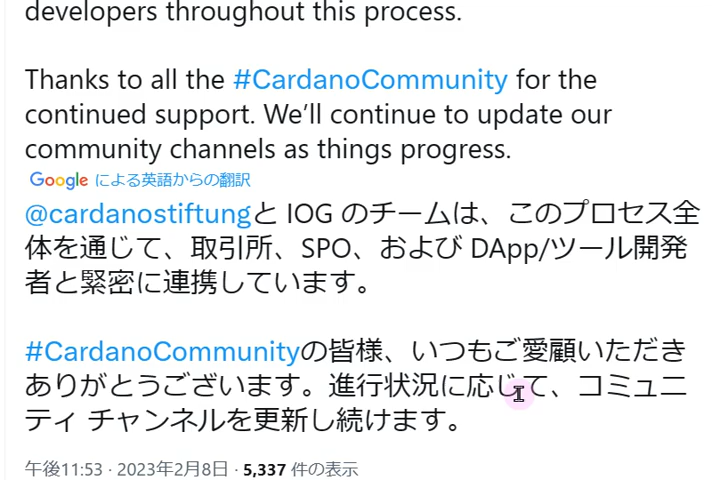 developers throughout this process.
Thanks to all the #CardanoCommunity for the
continued support. We’ll continue to update our
community channels as things progress.
Google による英語からの翻訳
@cardanostiftungと IOG のチームは、このプロセス全
体を通じて、取引所、SPO、および DApp/ツール開発
者と緊密に連携しています。
#CardanoCommunityの皆様、いつもご愛顧いただき
ありがとうございます。進行状況に応じて、コミュニ
ティ チャンネルを更新し続けます。
午後11:53 · 2023年2月8日 · 5,337 件の表示